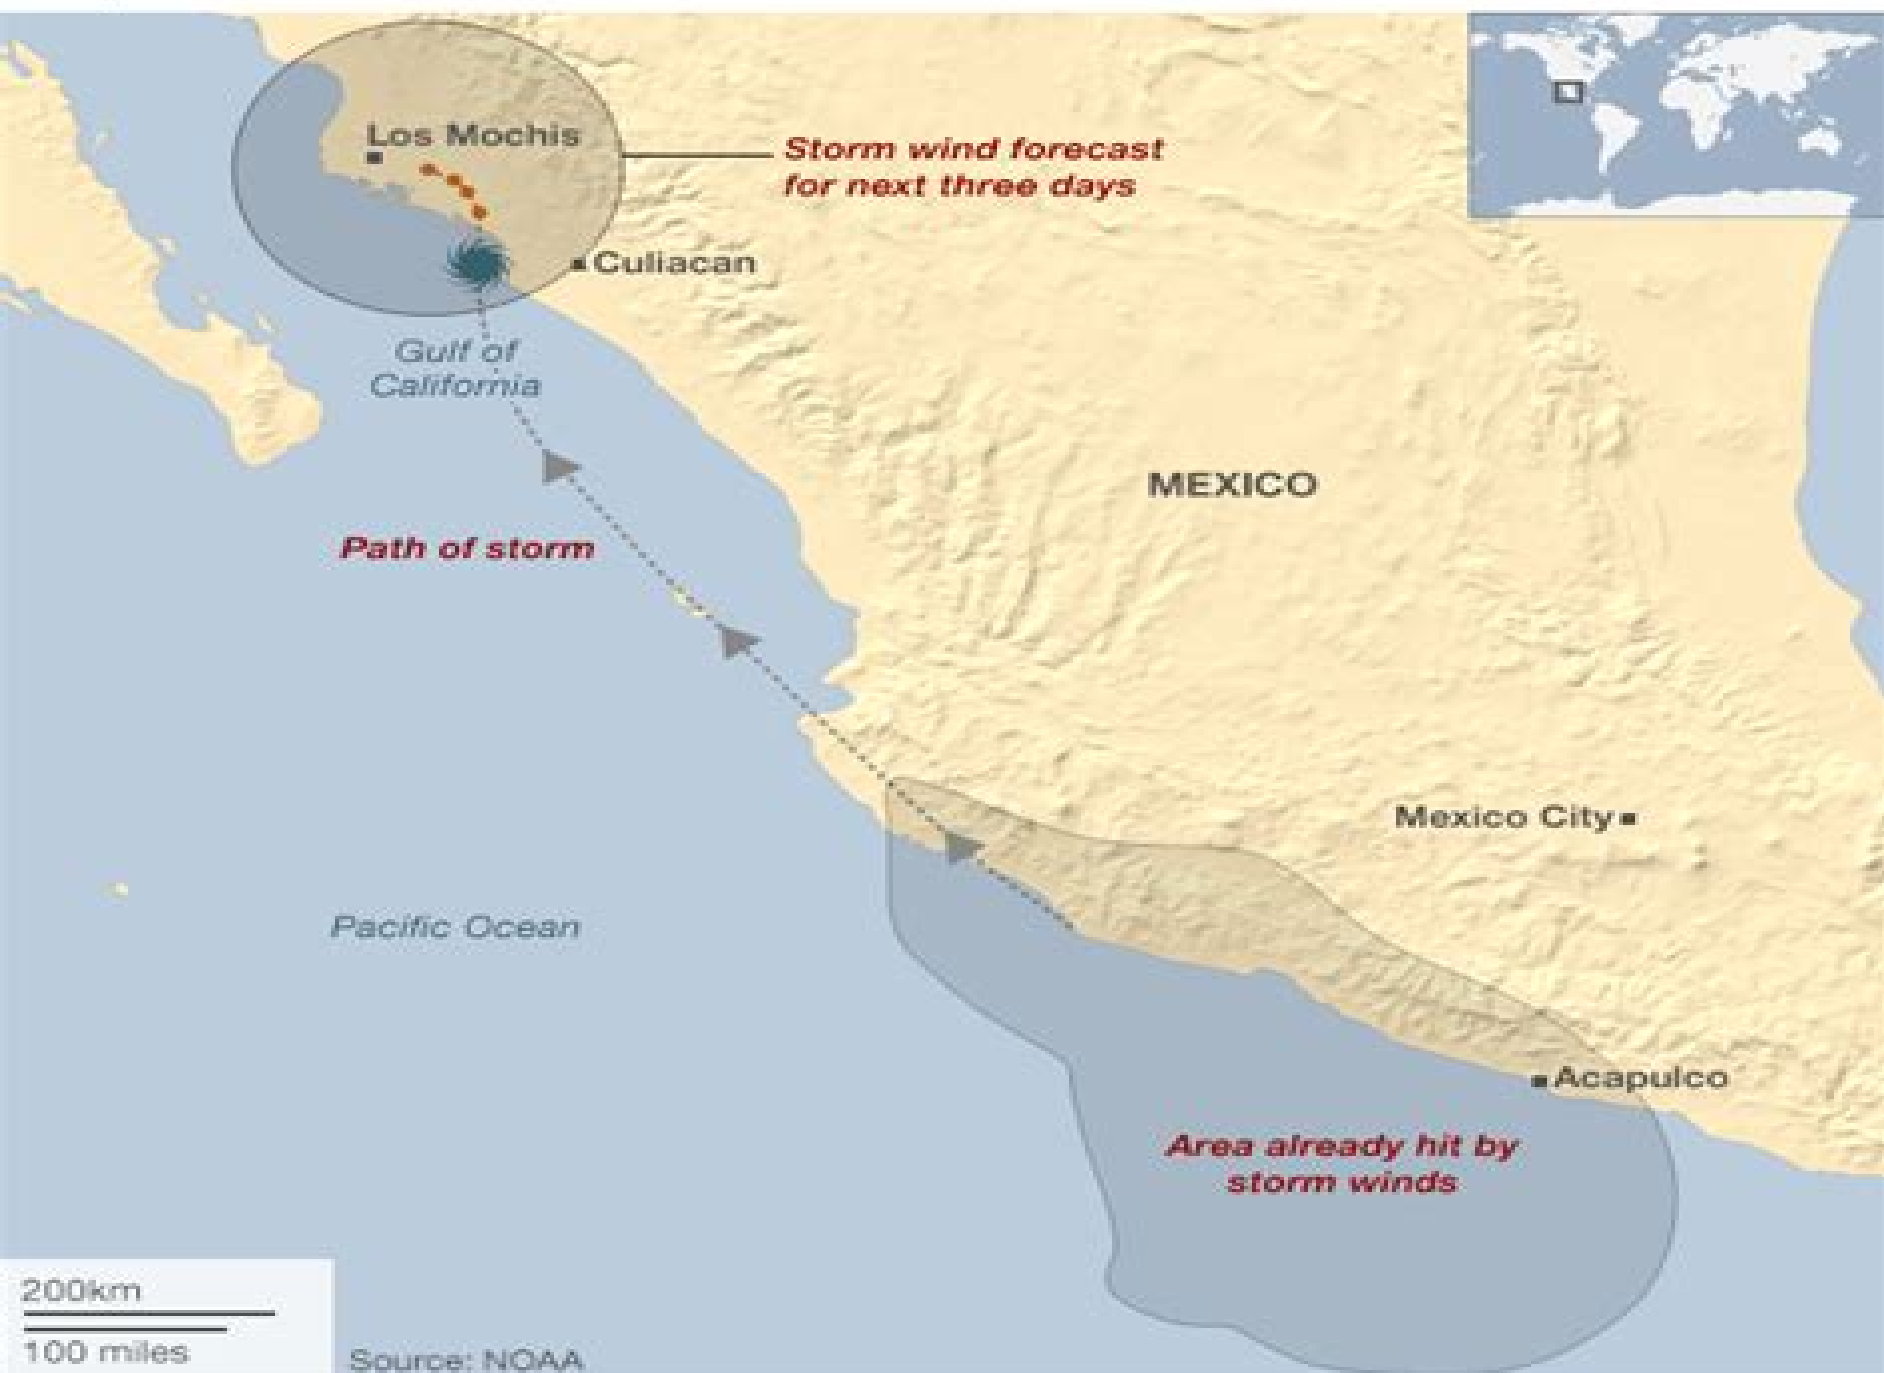 Los Mochis
Storm wind forecast
for next three days
Culiacan
Gulf of
California
MEXICO
Path of storm
Mexico City
Pacific Ocean
Acapulco
Area already hit by
storm winds
200km
100 miles
Source: NOAA